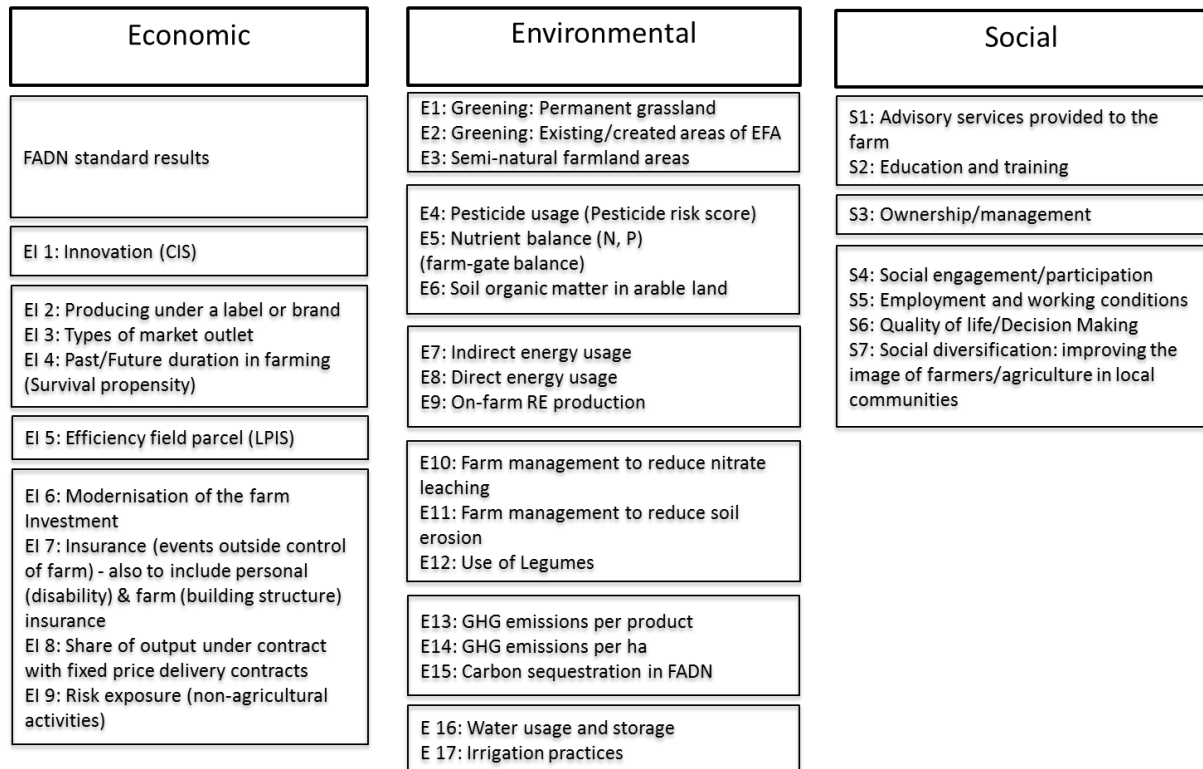 Economic
FADN standard results
EI 1: Innovation (CIS)
EI 2: Producing under a label or brand
EI 3: Types of market outlet
EI 4: Past/Future duration in farming
(Survival propensity)
EI 5: Efficiency field parcel (LPIS)
EI 6: Modernisation of the farm
Investment
EI 7: Insurance (events outside control
of farm) - also to include personal
(disability) & farm (building structure)
insurance
EI 8: Share of output under contract
with fixed price delivery contracts
EI 9: Risk exposure (non-agricultural
activities)
Environmental
E1: Greening: Permanent grassland
E2: Greening: Existing/created areas of EFA
E3: Semi-natural farmland areas
E4: Pesticide usage (Pesticide risk score)
E5: Nutrient balance (N, P)
(farm-gate balance)
E6: Soil organic matter in arable land
E7: Indirect energy usage
E8: Direct energy usage
E9: On-farm RE production
E10: Farm management to reduce nitrate
leaching
E11: Farm management to reduce soil
erosion
E12: Use of Legumes
E13: GHG emissions per product
E14: GHG emissions per ha
E15: Carbon sequestration in FADN
E 16: Water usage and storage
E 17: Irrigation practices
Social
S1: Advisory services provided to the
farm
S2: Education and training
S3: Ownership/management
S4: Social engagement/participation
S5: Employment and working conditions
S6: Quality of life/Decision Making
S7: Social diversification: improving the
image of farmers/agriculture in local
communities